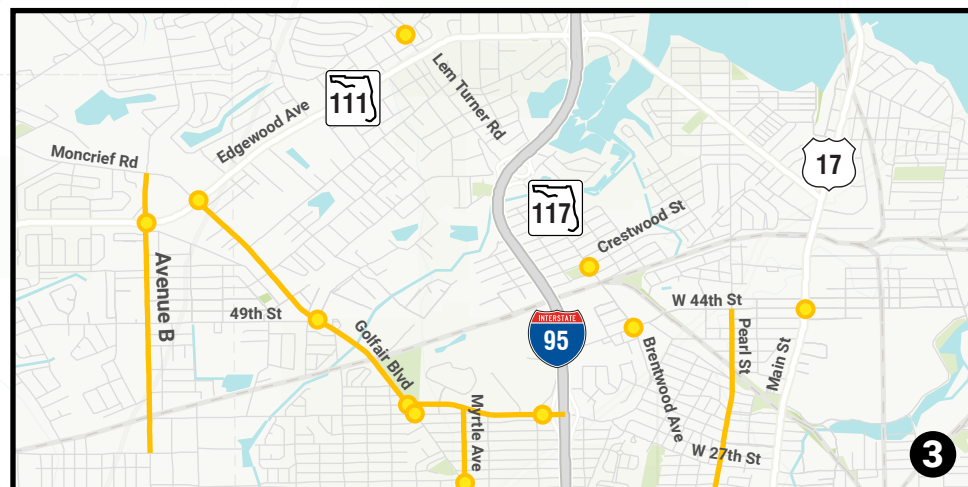 Lem Turner Rd
111
Edgewood Ave
Moncrief Rd
17
117
Crestwood St
Avenue B
49th St
W 44th St
INTERSTATE
95
Golfair Blvd
Pearl St
Main St
Brentwood Ave
Myrtle Ave
W 27th St
3